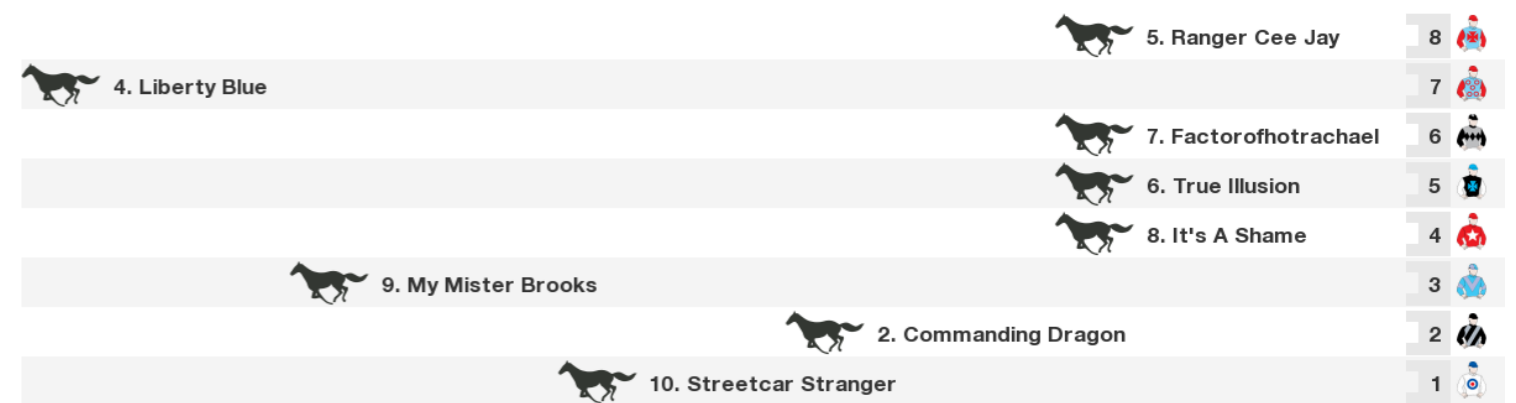 5. Ranger Cee Jay 8
4. Liberty Blue 7
7. Factorofhotrachael 6
6. True Illusion 5
8. It's A Shame 4
9. My Mister Brooks 3
2. Commanding Dragon 2
10. Streetcar Stranger 1